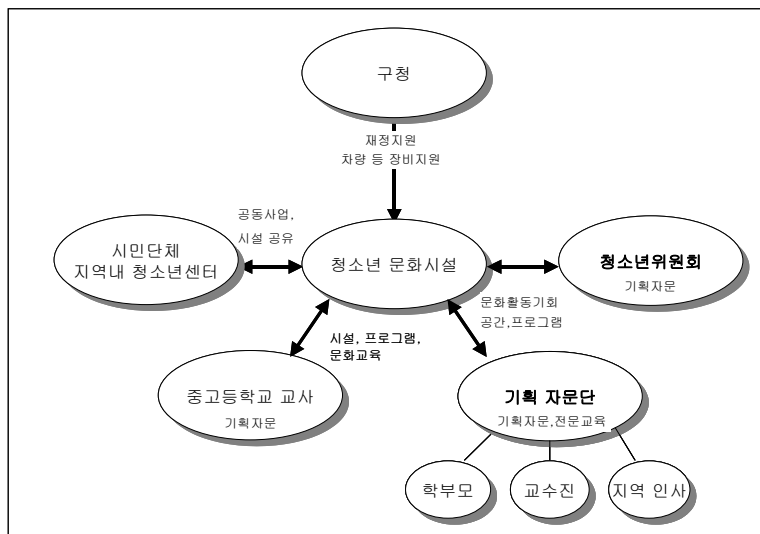 구청
재정지원
차량 등 장비지원
공동사업,
시설 공유
시민단체
지역내 청소년센터
청소년 문화시설
청소년위원회
기획자문
문화활동기회
공간,프로그램
시설, 프로그램,
문화교육
중고등학교 교사
기획자문
기획 자문단
기획자문,전문교육
학부모
교수진
지역 인사